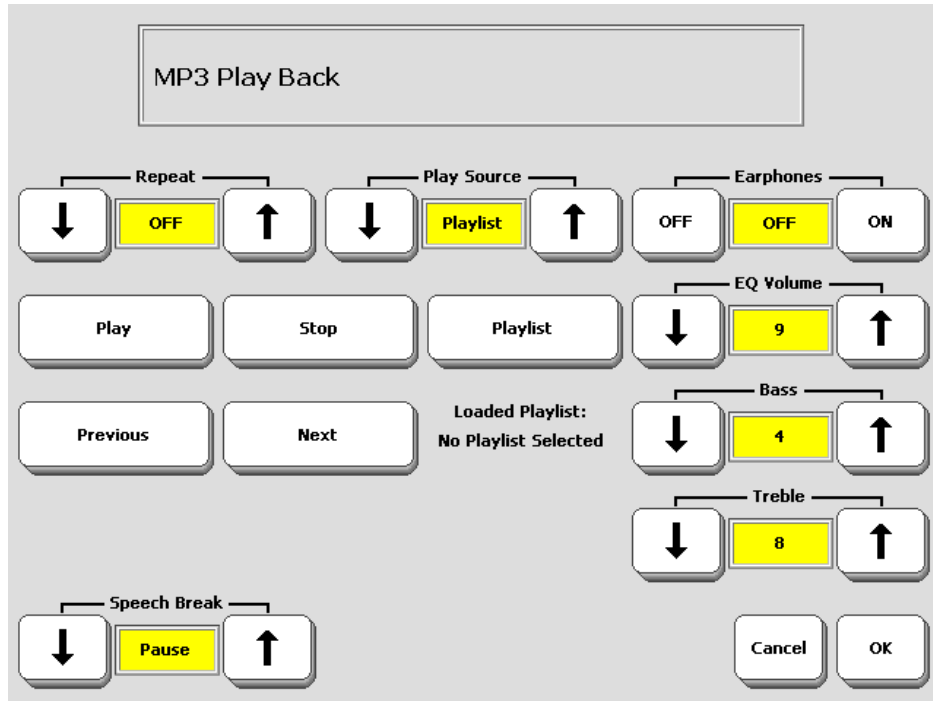 MP3 Play Back
Repeat
OFF
Play Source
Playlist
Earphones
OFF
OFF
ON
Play
Stop
Playlist
EQ Volume
9
Previous
Next
Loaded Playlist:
No Playlist Selected
Bass
4
Treble
8
Speech Break
Pause
Cancel
OK